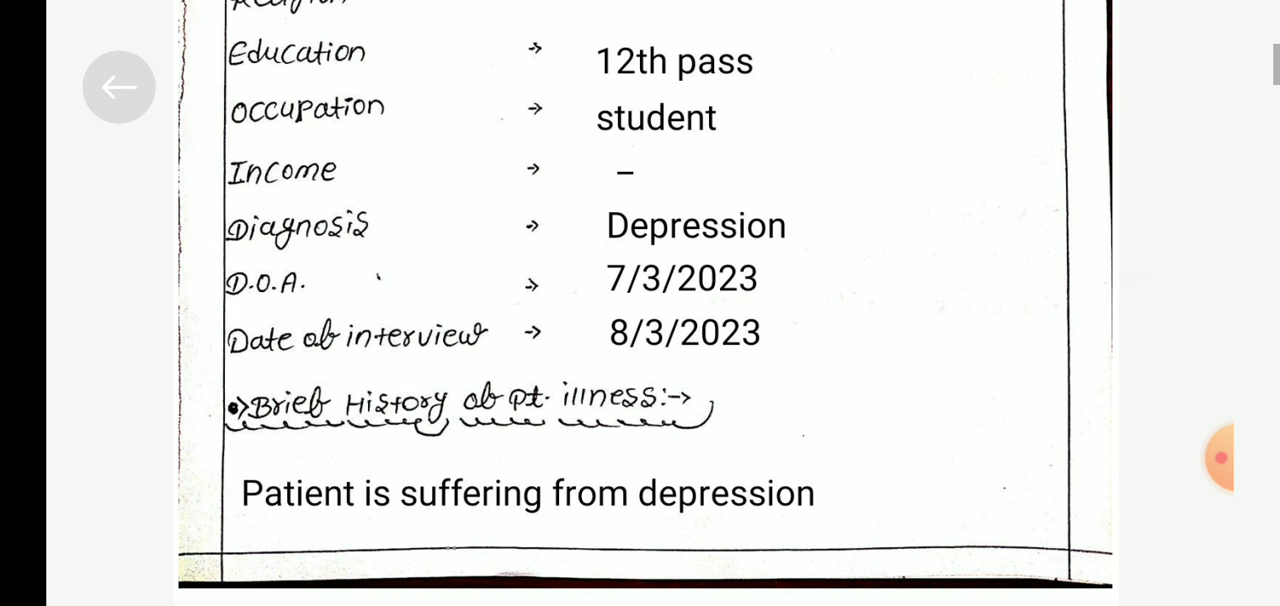 Education → 12th pass
Occupation → student
Income → –
Diagnosis → Depression
D.O.A. → 7/3/2023
Date of interview → 8/3/2023
•) Brief History of pt. illness:->
Patient is suffering from depression